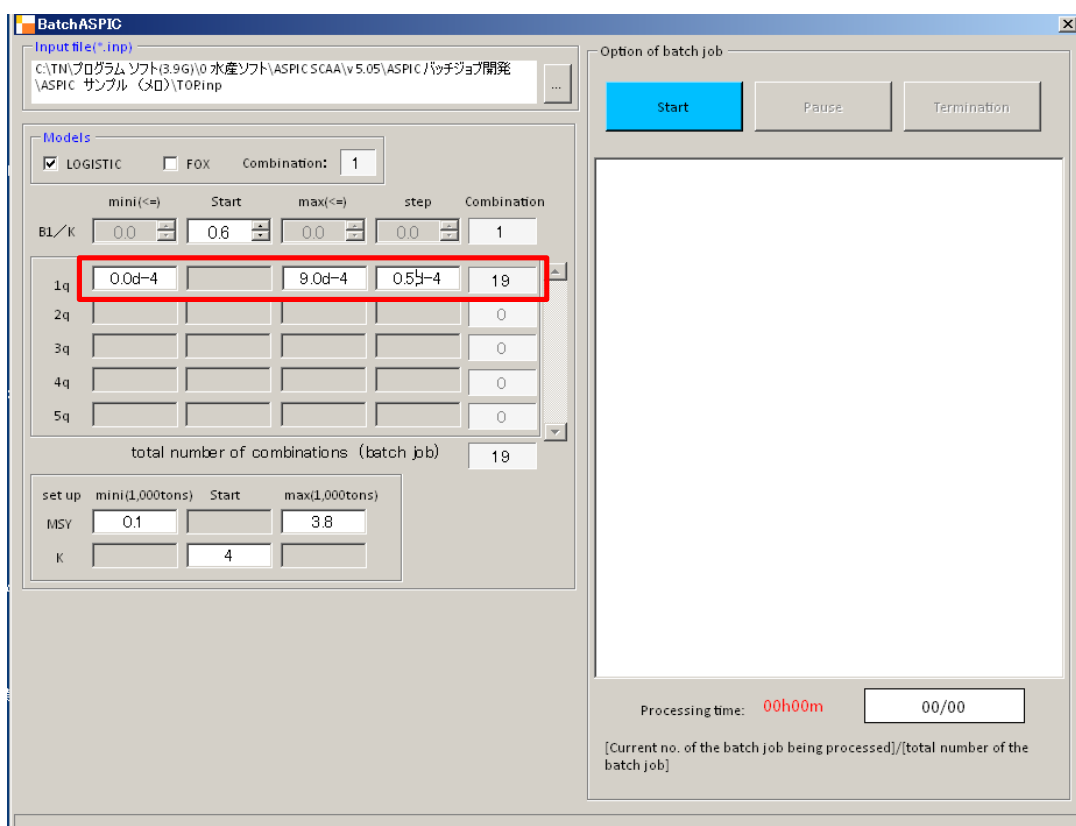 BatchASPIC
Input file(*.inp)
C:\TN\プログラム ソフト(3.9G)\0 水産ソフト\ASPIC SCAA\v 5.05\ASPIC バッチジョブ開発
\ASPIC サンプル (メロ)\TOP.inp
...
Models
LOGISTIC FOX Combination: 1
mini(<=) Start max(<=) step Combination
B1/K 0.0 0.6 0.0 0.0 1
1q 0.0d-4 9.0d-4 19
2q 0
3q 0
4q 0
5q 0
total number of combinations (batch job) 19
set up mini(1,000tons) Start max(1,000tons)
MSY 0.1 3.8
K 4
Option of batch job
Start Pause Termination
Processing time: 00h00m 00/00
[Current no. of the batch job being processed]/[total number of the
batch job]